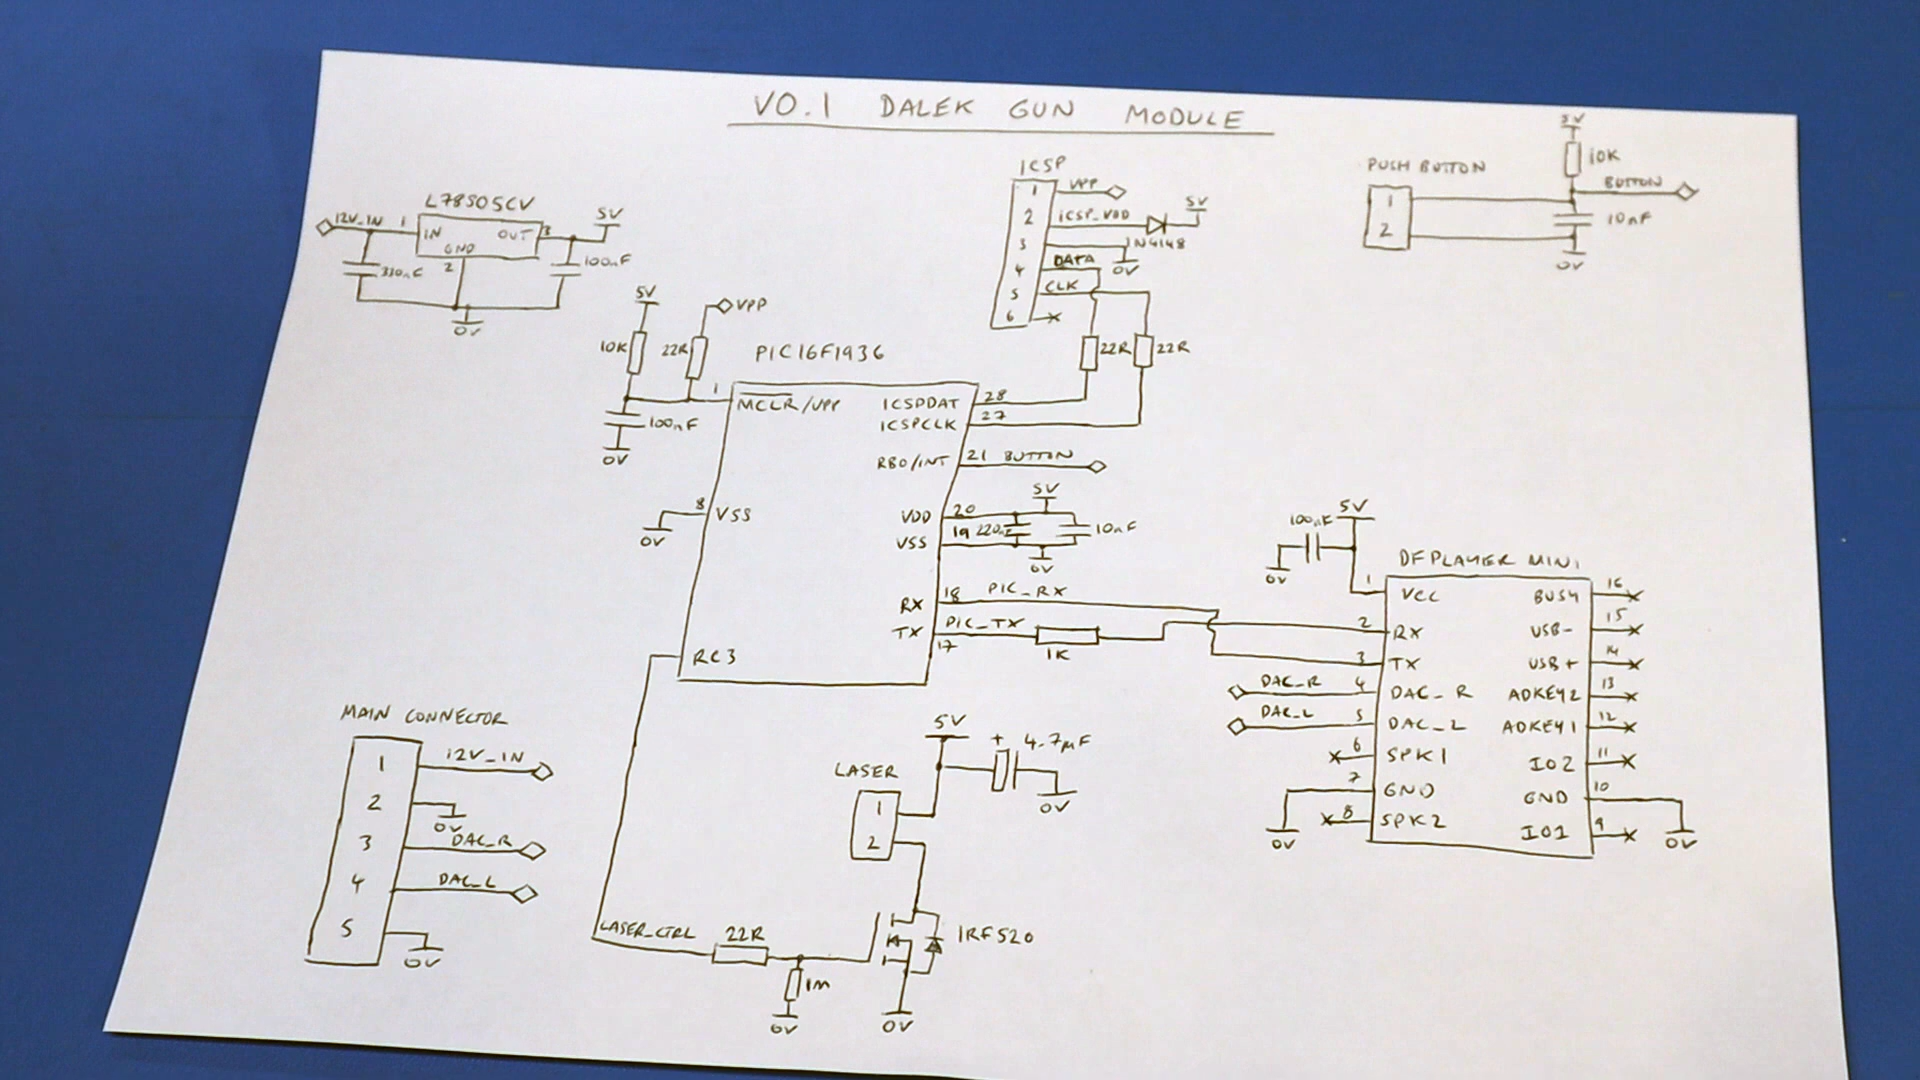 V0.1 DALEK GUN MODULE
L78S05CV
12V_IN 1 IN OUT 3 5V
GND
2
330nF
100nF
0V
ICSP
1 VPP
2 ICSP_VDD 5V
1N4148
3 0V
4 DATA
5 CLK
6
22R 22R
PUSH BUTTON
1
2
5V
10K
BUTTON
10nF
0V
5V
VPP
10K 22R
100nF
0V
PIC16F1936
1 MCLR/VPP
8 VSS
0V
RC3
ICSPDAT 28
ICSPCLK 27
RB0/INT 21 BUTTON
VDD 20
VSS 19
5V
220nF 10nF
0V
RX 18 PIC_RX
TX 17 PIC_TX
1K
5V
100nF
0V
DFPLAYER MINI
1 VCC
2 RX
3 TX
DAC_R 4 DAC_R
DAC_L 5 DAC_L
6 SPK1
7 GND
8 SPK2
0V
BUSY 16
USB- 15
USB+ 14
ADKEY2 13
ADKEY1 12
IO2 11
GND 10
IO1 9
0V
MAIN CONNECTOR
1 12V_IN
2 0V
3 DAC_R
4 DAC_L
5 0V
LASER
1
2
5V
+ 4.7µF
0V
LASER_CTRL 22R
1M
0V
IRF520
0V